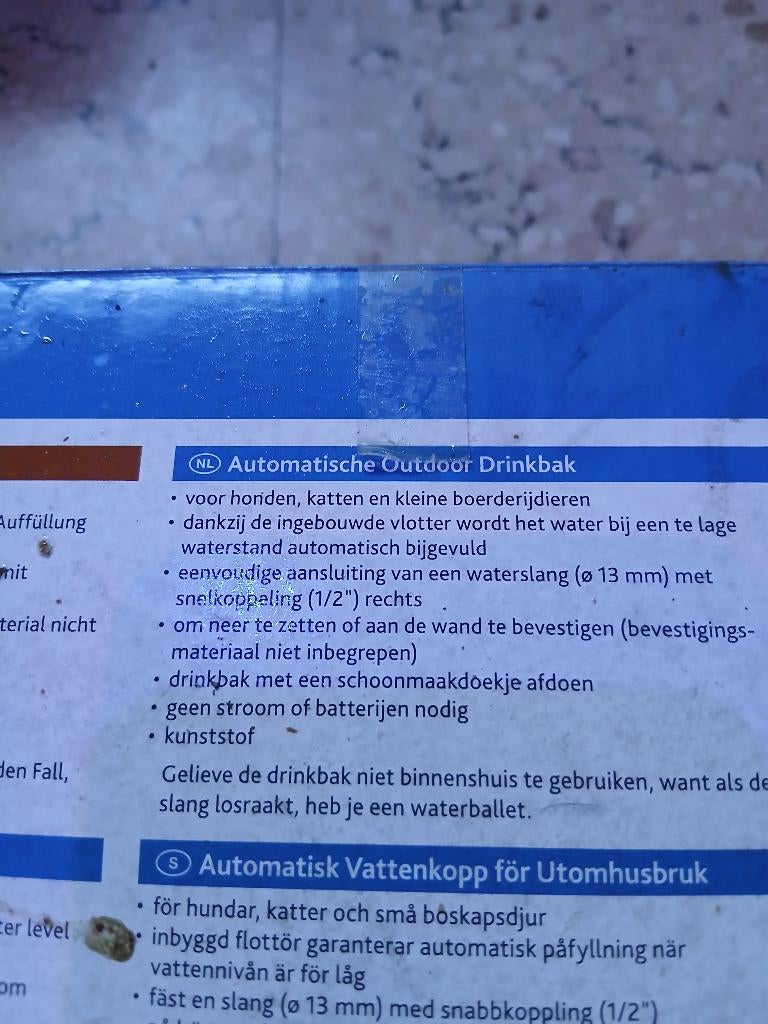 Auffüllung
mit
nicht
den Fall,
level
NL Automatische Outdoor Drinkbak
• voor honden, katten en kleine boerderijdieren
• dankzij de ingebouwde vlotter wordt het water bij een te lage
waterstand automatisch bijgevuld
• eenvoudige aansluiting van een waterslang (ø 13 mm) met
snelkoppeling (1/2") rechts
• om neer te zetten of aan de wand te bevestigen (bevestigings-
materiaal niet inbegrepen)
• drinkbak met een schoonmaakdoekje afdoen
• geen stroom of batterijen nodig
• kunststof
Gelieve de drinkbak niet binnenshuis te gebruiken, want als de
slang losraakt, heb je een waterballet.
S Automatisk Vattenkopp för Utomhusbruk
• för hundar, katter och små boskapsdjur
• inbyggd flottör garanterar automatisk påfyllning när
vattennivån är för låg
• fäst en slang (ø 13 mm) med snabbkoppling (1/2")